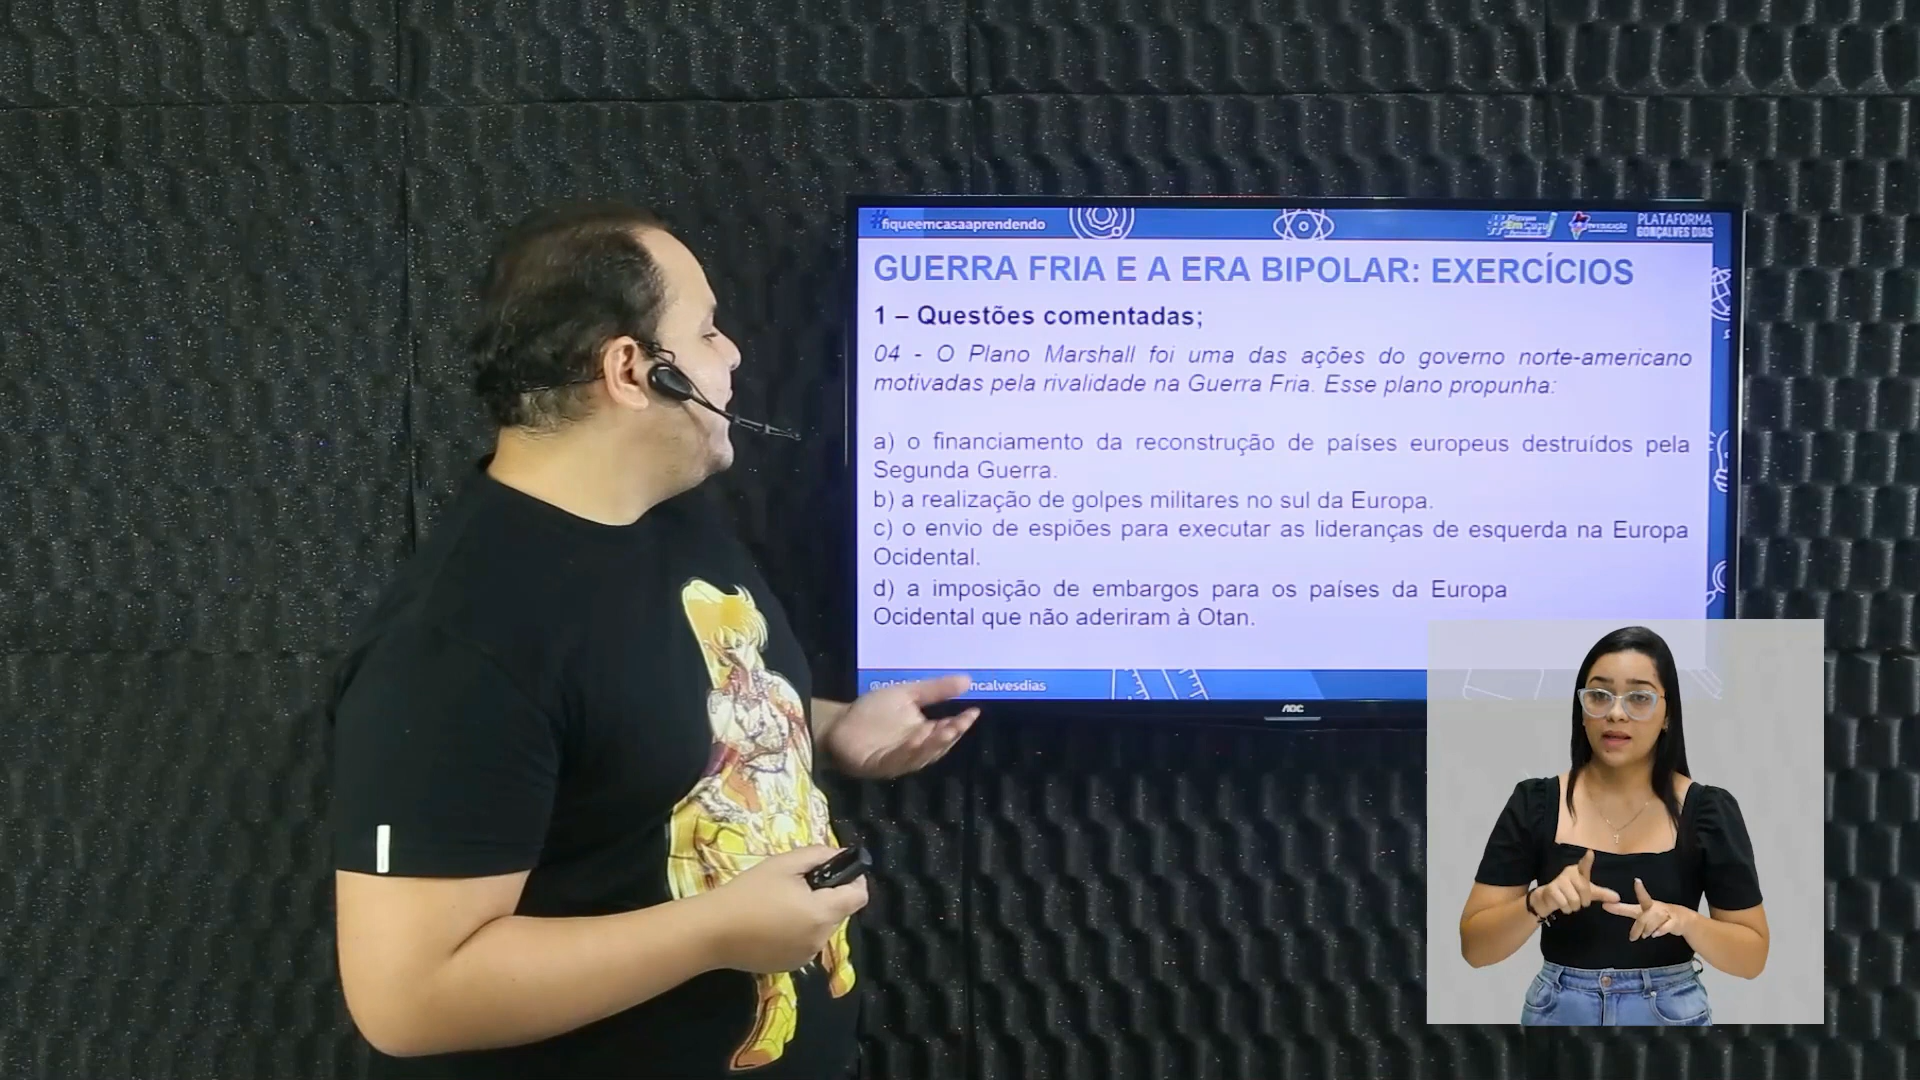 #fiqueemcasaaprendendo
PLATAFORMA
GONÇALVES DIAS
GUERRA FRIA E A ERA BIPOLAR: EXERCÍCIOS
1 – Questões comentadas;
04 - O Plano Marshall foi uma das ações do governo norte-americano
motivadas pela rivalidade na Guerra Fria. Esse plano propunha:
a) o financiamento da reconstrução de países europeus destruídos pela
Segunda Guerra.
b) a realização de golpes militares no sul da Europa.
c) o envio de espiões para executar as lideranças de esquerda na Europa
Ocidental.
d) a imposição de embargos para os países da Europa
Ocidental que não aderiram à Otan.
ncalvesdias
AOC